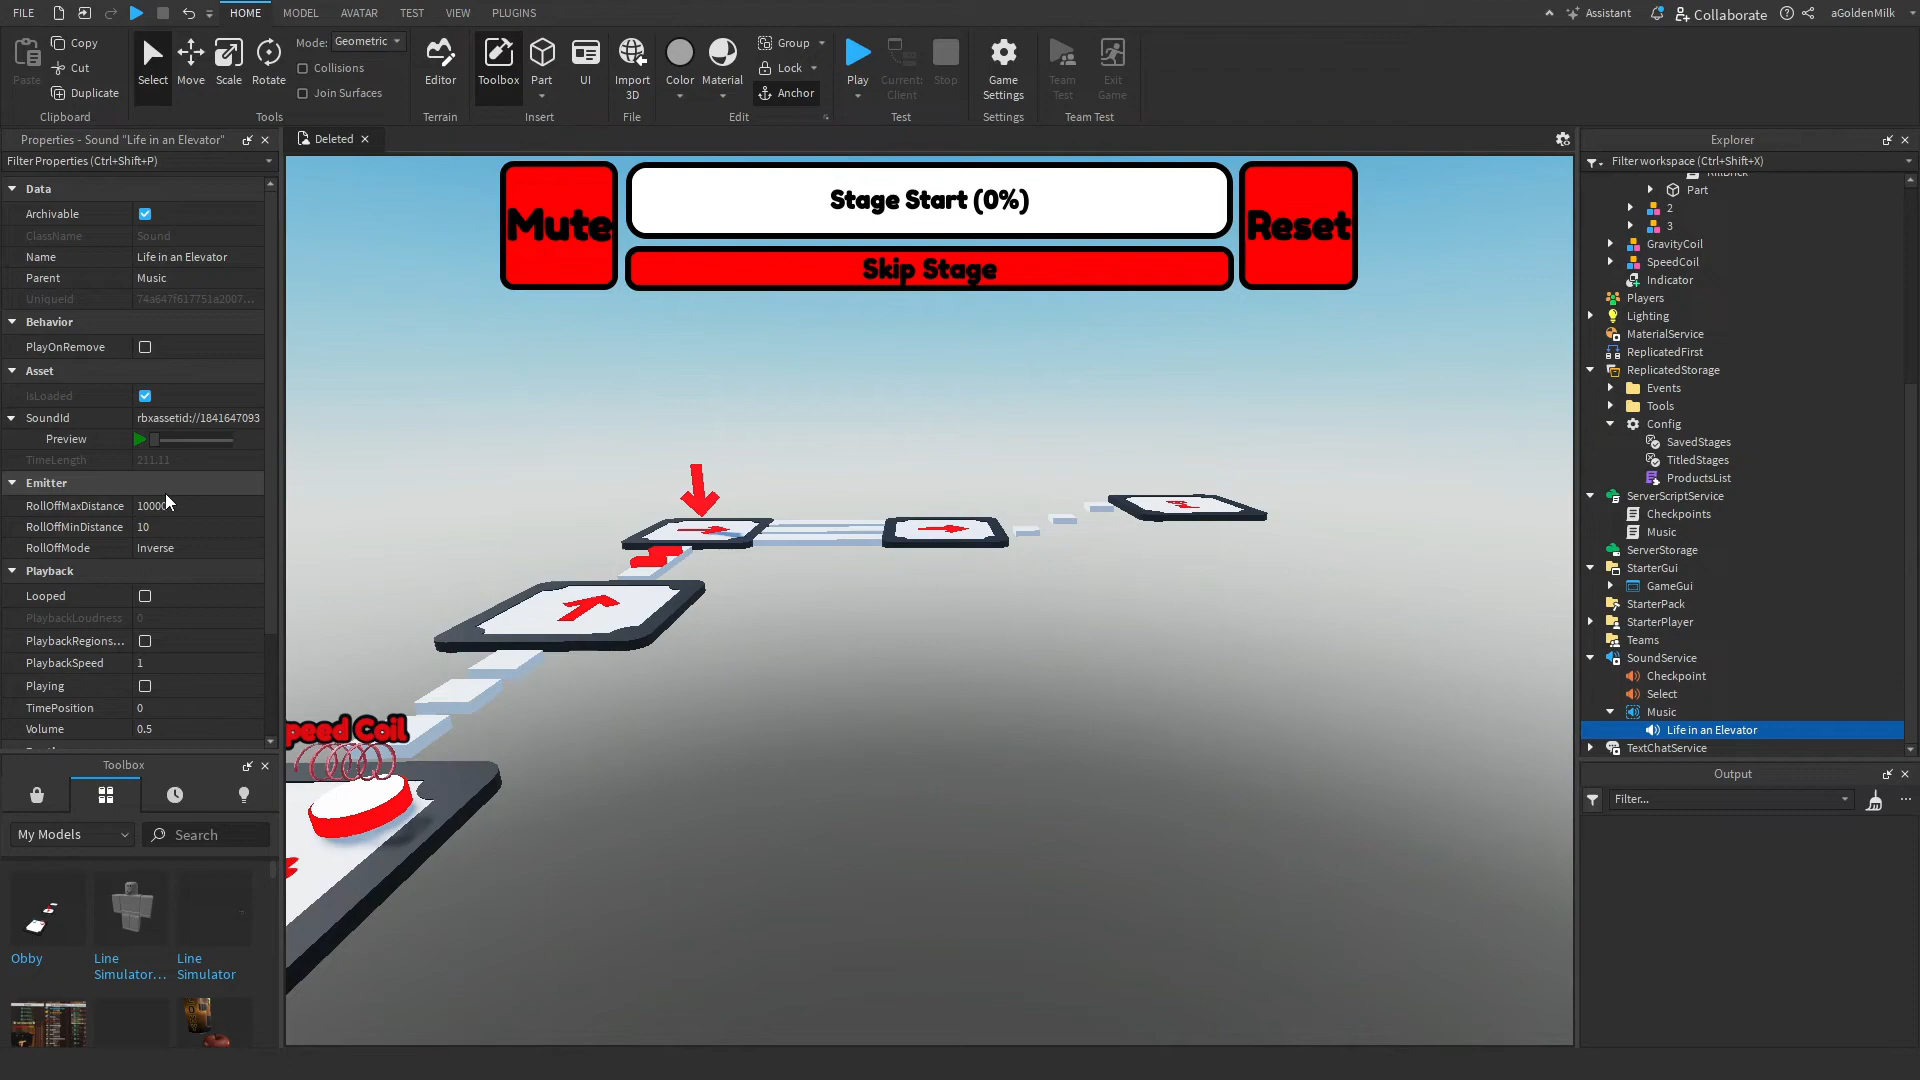 FILE
HOME
MODEL
AVATAR
TEST
VIEW
PLUGINS
Assistant
Collaborate
aGoldenMilk
Paste
Copy
Cut
Duplicate
Clipboard
Select
Move
Scale
Rotate
Mode:
Geometric
Collisions
Join Surfaces
Tools
Editor
Terrain
Toolbox
Part
UI
Insert
Import
3D
File
Color
Material
Group
Lock
Anchor
Edit
Play
Current:
Client
Stop
Test
Game
Settings
Settings
Team
Test
Exit
Game
Team Test
Properties - Sound "Life in an Elevator"
Filter Properties (Ctrl+Shift+P)
Data
Archivable
ClassName Sound
Name Life in an Elevator
Parent Music
UniqueId 74a647f617751a2007...
Behavior
PlayOnRemove
Asset
IsLoaded
SoundId rbxassetid://1841647093
Preview
TimeLength 211.11
Emitter
RollOffMaxDistance 10000
RollOffMinDistance 10
RollOffMode Inverse
Playback
Looped
PlaybackLoudness 0
PlaybackRegions...
PlaybackSpeed 1
Playing
TimePosition 0
Volume 0.5
Toolbox
My Models
Search
Obby
Line
Simulator...
Line
Simulator
Deleted
Mute
Stage Start (0%)
Skip Stage
Reset
peed Coil
Explorer
Filter workspace (Ctrl+Shift+X)
KillBrick
Part
2
3
GravityCoil
SpeedCoil
Indicator
Players
Lighting
MaterialService
ReplicatedFirst
ReplicatedStorage
Events
Tools
Config
SavedStages
TitledStages
ProductsList
ServerScriptService
Checkpoints
Music
ServerStorage
StarterGui
GameGui
StarterPack
StarterPlayer
Teams
SoundService
Checkpoint
Select
Music
Life in an Elevator
TextChatService
Output
Filter...